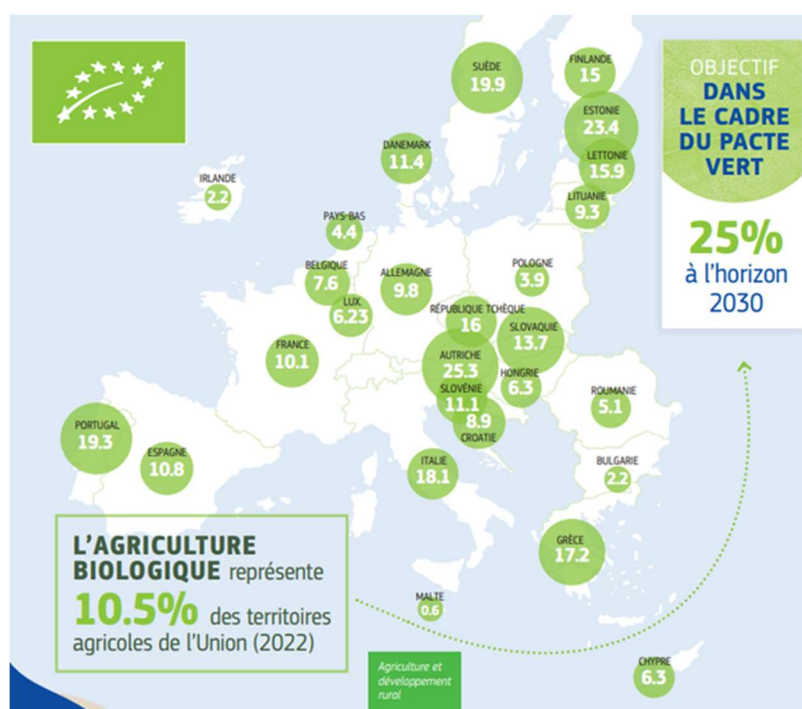 SUÈDE
19.9
FINLANDE
15
ESTONIE
23.4
LETTONIE
15.9
LITUANIE
9.3
DANEMARK
11.4
IRLANDE
2.2
PAYS-BAS
4.4
BELGIQUE
7.6
LUX
6.23
ALLEMAGNE
9.8
POLOGNE
3.9
RÉPUBLIQUE TCHÈQUE
16
SLOVAQUIE
13.7
FRANCE
10.1
AUTRICHE
25.3
HONGRIE
6.3
SLOVÉNIE
11.1
8.9
CROATIE
ROUMANIE
5.1
PORTUGAL
19.3
ESPAGNE
10.8
ITALIE
18.1
BULGARIE
2.2
GRÈCE
17.2
MALTE
0.6
CHYPRE
6.3
OBJECTIF
DANS
LE CADRE
DU PACTE
VERT
25%
à l’horizon
2030
L’AGRICULTURE
BIOLOGIQUE représente
10.5% des territoires
agricoles de l’Union (2022)
Agriculture et
développement
rural